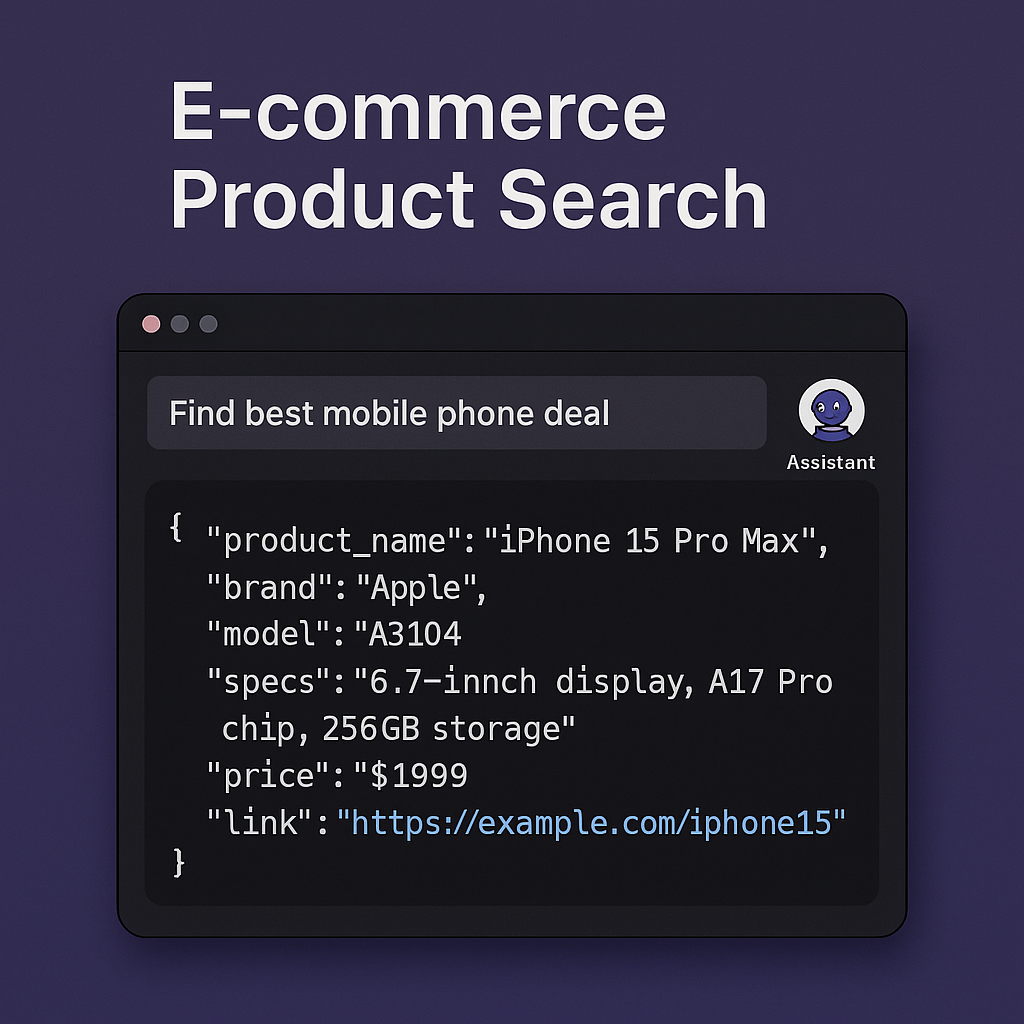 E-commerce
Product Search
Find best mobile phone deal
Assistant
{ "product_name":"iPhone 15 Pro Max",
"brand":"Apple",
"model":"A3104
"specs":"6.7-innch display, A17 Pro
chip, 256GB storage"
"price":"$1999
"link":"https://example.com/iphone15"
}